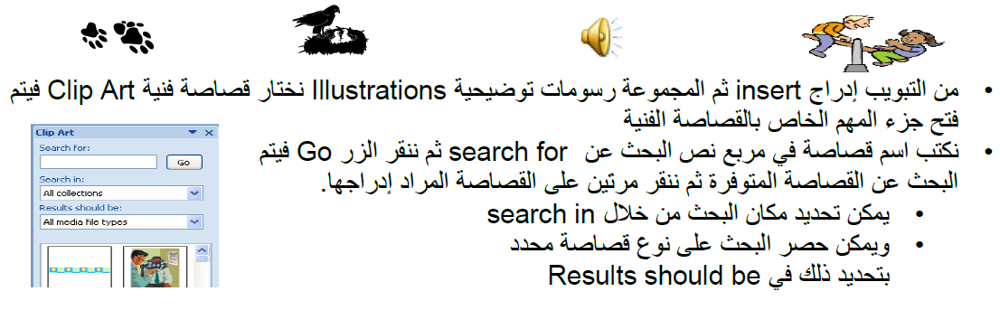 • من التبويب إدراج insert ثم المجموعة رسومات توضيحية Illustrations نختار قصاصة فنية Clip Art فيتم
فتح جزء المهم الخاص بالقصاصة الفنية
• نكتب اسم قصاصة في مربع نص البحث عن search for ثم ننقر الزر Go فيتم
البحث عن القصاصة المتوفرة ثم ننقر مرتين على القصاصة المراد إدراجها.
• يمكن تحديد مكان البحث من خلال search in
• ويمكن حصر البحث على نوع قصاصة محدد
بتحديد ذلك في Results should be
Clip Art
Search for:
Go
Search in:
All collections
Results should be:
All media file types